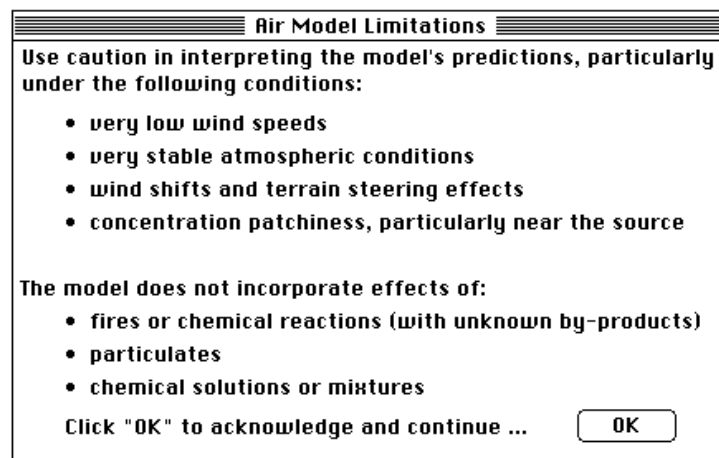 Air Model Limitations
Use caution in interpreting the model's predictions, particularly
under the following conditions:
• very low wind speeds
• very stable atmospheric conditions
• wind shifts and terrain steering effects
• concentration patchiness, particularly near the source
The model does not incorporate effects of:
• fires or chemical reactions (with unknown by-products)
• particulates
• chemical solutions or mixtures
Click "OK" to acknowledge and continue ... OK